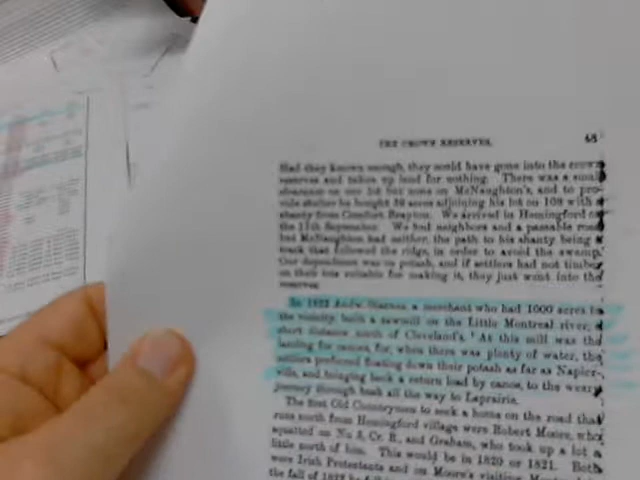 THE CROWN RESERVES.
Had they known enough, they could have gone into the crown
reserves and taken up land for nothing. There was a small
clearance on our lot but none on McNaughton's, and to pro-
vide shelter he bought 50 acres adjoining his lot on 108 with a
shanty from Comfort. We arrived in Hemingford on
the 11th September. We had neighbors and a passable road
but McNaughton had neither, the path to his shanty being a
track that followed the ridge, in order to avoid the swamp.
Our dependence was on potash, and if settlers had not timber
on their lots suitable for making it, they just went into the
reserves.
In 1822 Andw. a merchant who had 1000 acres in
the vicinity, built a sawmill on the Little Montreal river, a
short distance north of Cleveland's. At this mill was the
landing for canoes, for, when there was plenty of water, the
settlers preferred floating down their potash as far as Napier-
ville, and bringing back a return load by canoe, to the weary
journey through bush all the way to Laprairie.
The first Old Countrymen to seek a home on the road that
runs north from Hemingford village were Robert Moore, who
squatted on No 5, Cr. R., and Graham, who took up a lot a
little north of him. This would be in 1820 or 1821. Both
were Irish Protestants and on Moore's visiting
the fall of 1822